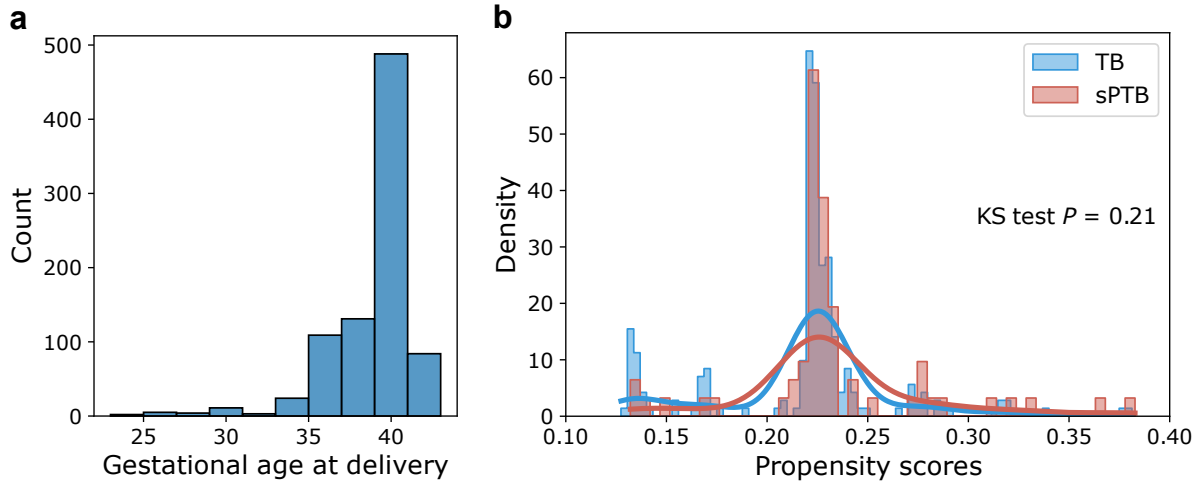 a
500
400
300
200
100
0
Count
25 30 35 40
Gestational age at delivery
b
60
50
40
30
20
10
0
Density
TB
sPTB
KS test P = 0.21
0.10 0.15 0.20 0.25 0.30 0.35 0.40
Propensity scores